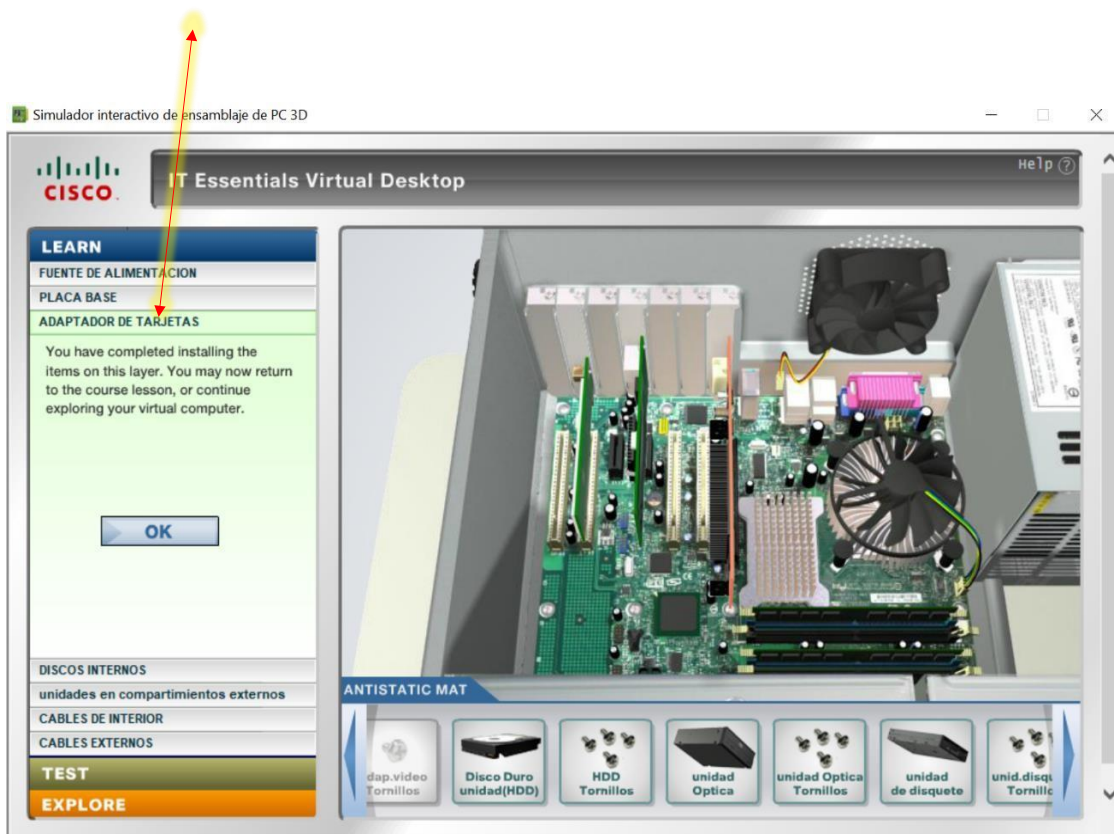 Simulador interactivo de ensamblaje de PC 3D
CISCO.
IT Essentials Virtual Desktop
Help ?
LEARN
FUENTE DE ALIMENTACION
PLACA BASE
ADAPTADOR DE TARJETAS
You have completed installing the
items on this layer. You may now return
to the course lesson, or continue
exploring your virtual computer.
OK
DISCOS INTERNOS
unidades en compartimientos externos
CABLES DE INTERIOR
CABLES EXTERNOS
TEST
EXPLORE
ANTISTATIC MAT
dap.video
Tornillos
Disco Duro
unidad(HDD)
HDD
Tornillos
unidad
Optica
unidad Optica
Tornillos
unidad
de disquete
unid.disqu
Tornillo